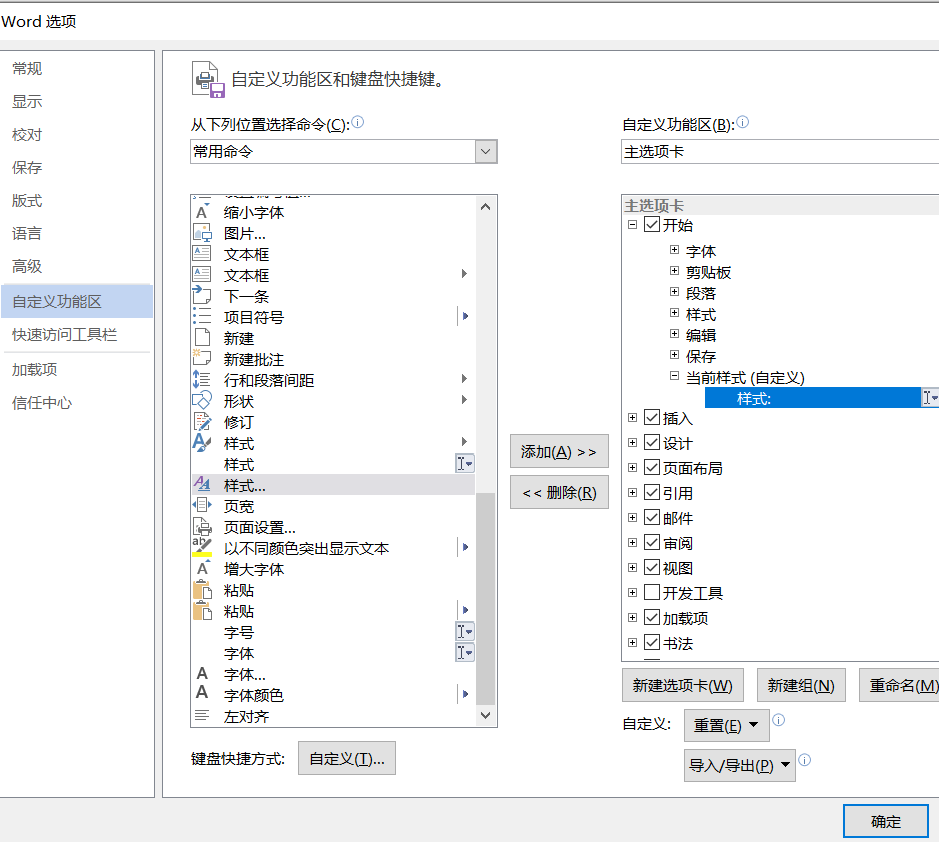 Word 选项
常规
显示
校对
保存
版式
语言
高级
自定义功能区
快速访问工具栏
加载项
信任中心
自定义功能区和键盘快捷键。
从下列位置选择命令(C):
常用命令
缩小字体
图片...
文本框
文本框
下一条
项目符号
新建
新建批注
行和段落间距
形状
修订
样式
样式
样式...
页宽
页面设置...
以不同颜色突出显示文本
增大字体
粘贴
粘贴
字号
字体
字体...
字体颜色
左对齐
键盘快捷方式:
自定义(T)...
添加(A) >>
<< 删除(R)
自定义功能区(B):
主选项卡
主选项卡
开始
字体
剪贴板
段落
样式
编辑
保存
当前样式 (自定义)
样式:
插入
设计
页面布局
引用
邮件
审阅
视图
开发工具
加载项
书法
新建选项卡(W)
新建组(N)
重命名(M)
自定义:
重置(E)
导入/导出(P)
确定